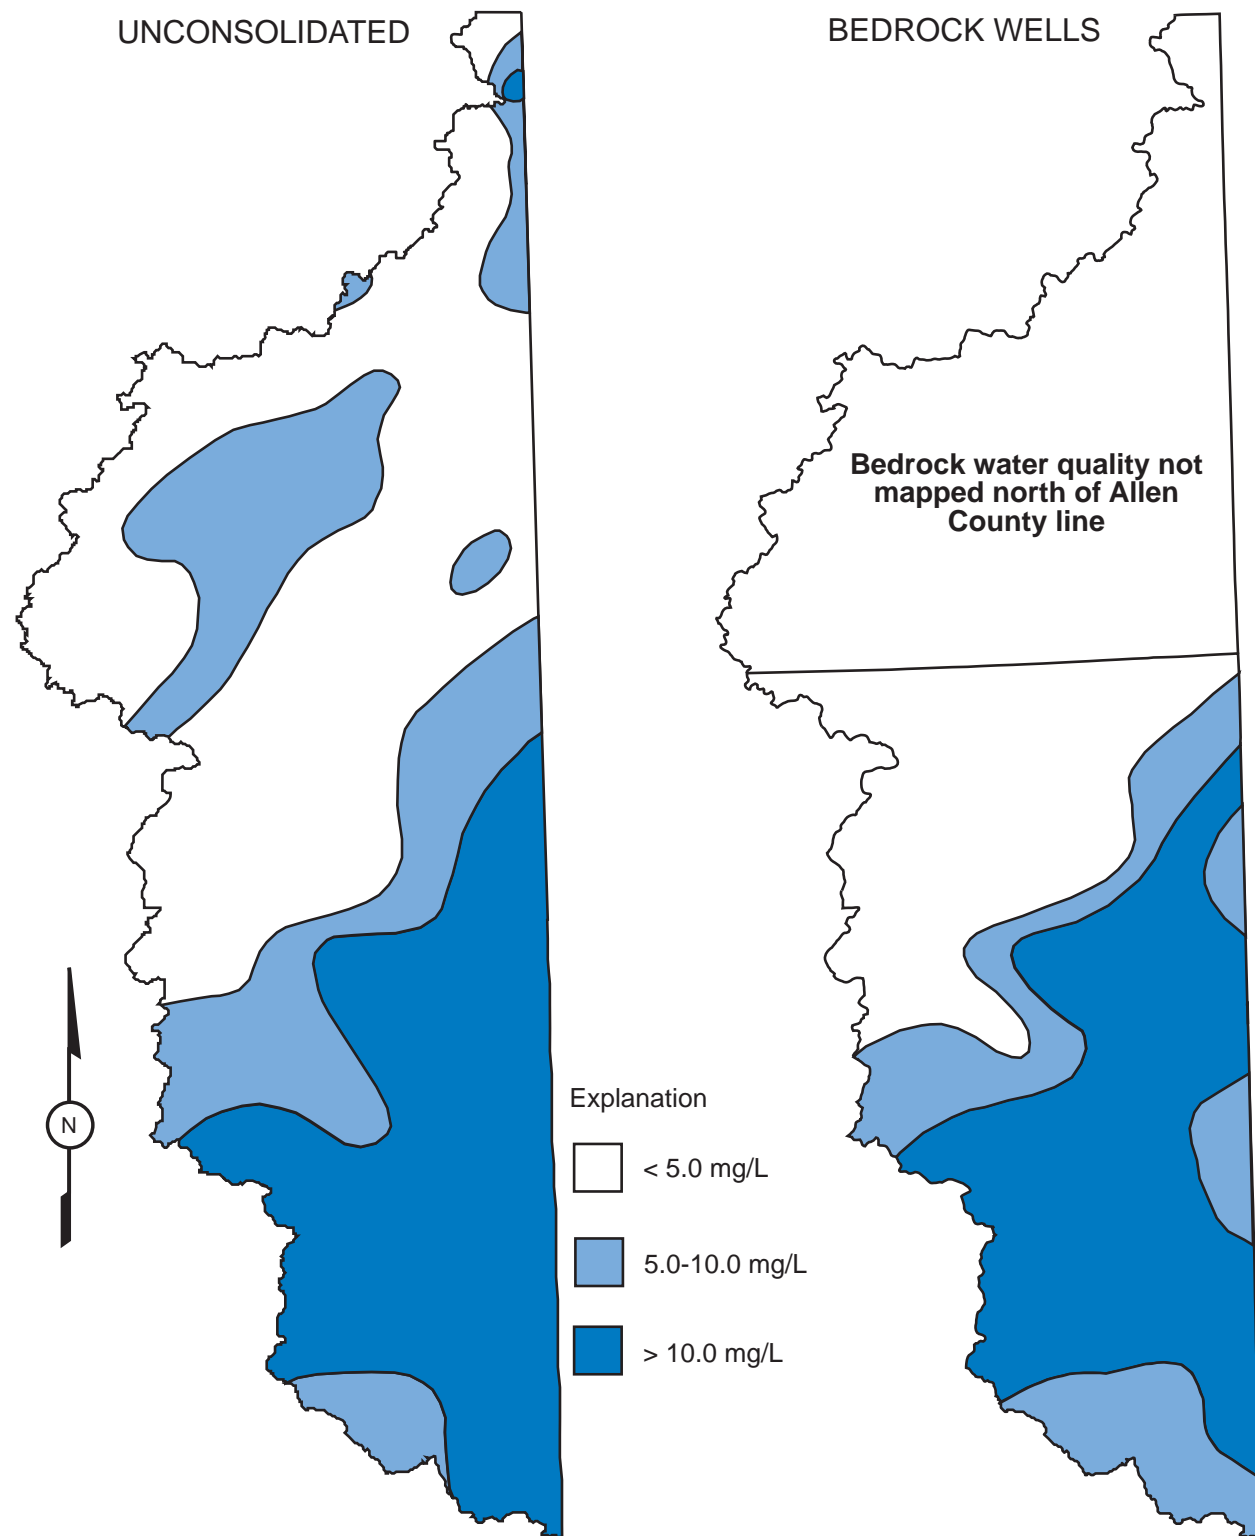 UNCONSOLIDATED
BEDROCK WELLS
Bedrock water quality not
mapped north of Allen
County line
N
Explanation
< 5.0 mg/L
5.0-10.0 mg/L
> 10.0 mg/L